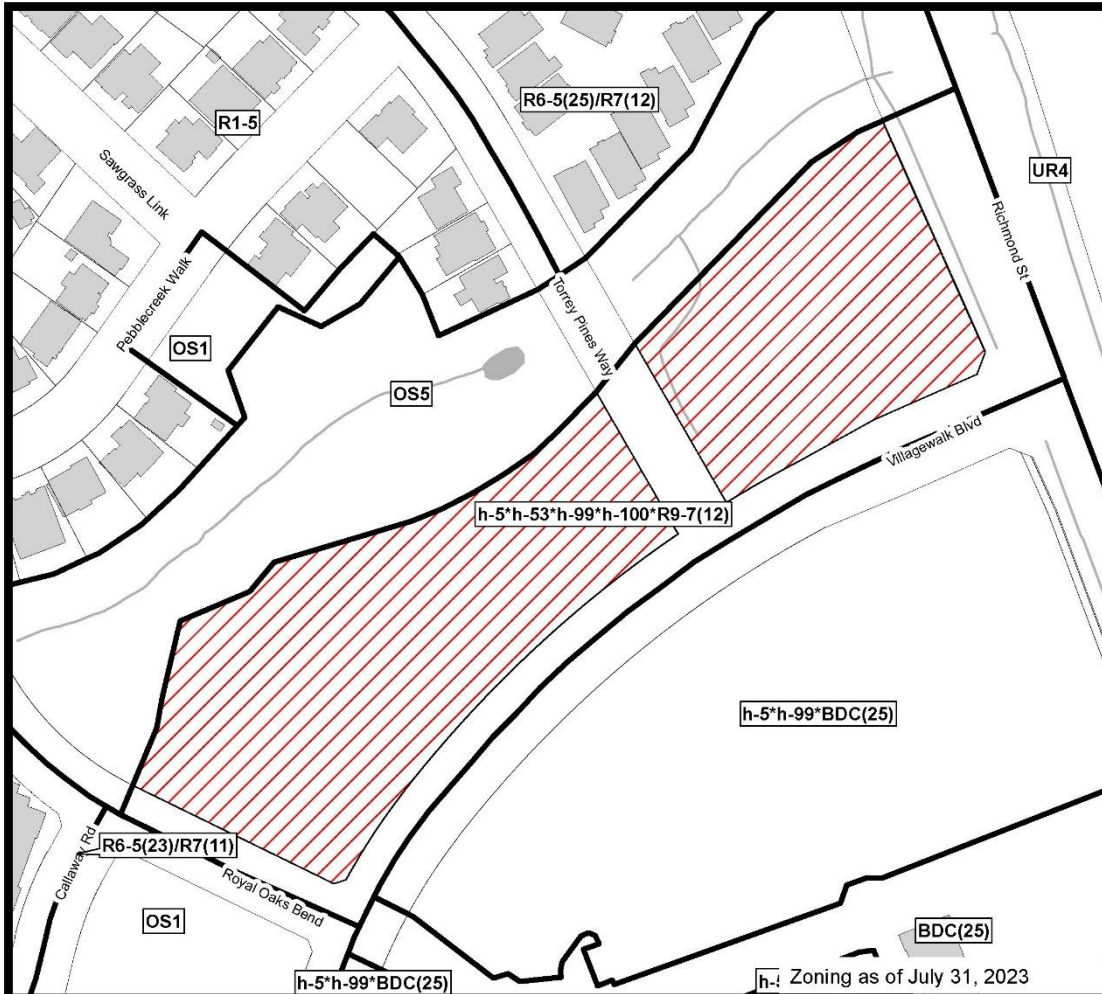 R6-5(25)/R7(12)
R1-5
Sawgrass Link
UR4
Richmond St
Pebblecreek Walk
Torrey Pines Way
OS1
OS5
Villagewalk Blvd
h-5*h-53*h-99*h-100*R9-7(12)
h-5*h-99*BDC(25)
R6-5(23)/R7(11)
Callaway Rd
Royal Oaks Bend
OS1
BDC(25)
h-5*h-99*BDC(25)
Zoning as of July 31, 2023